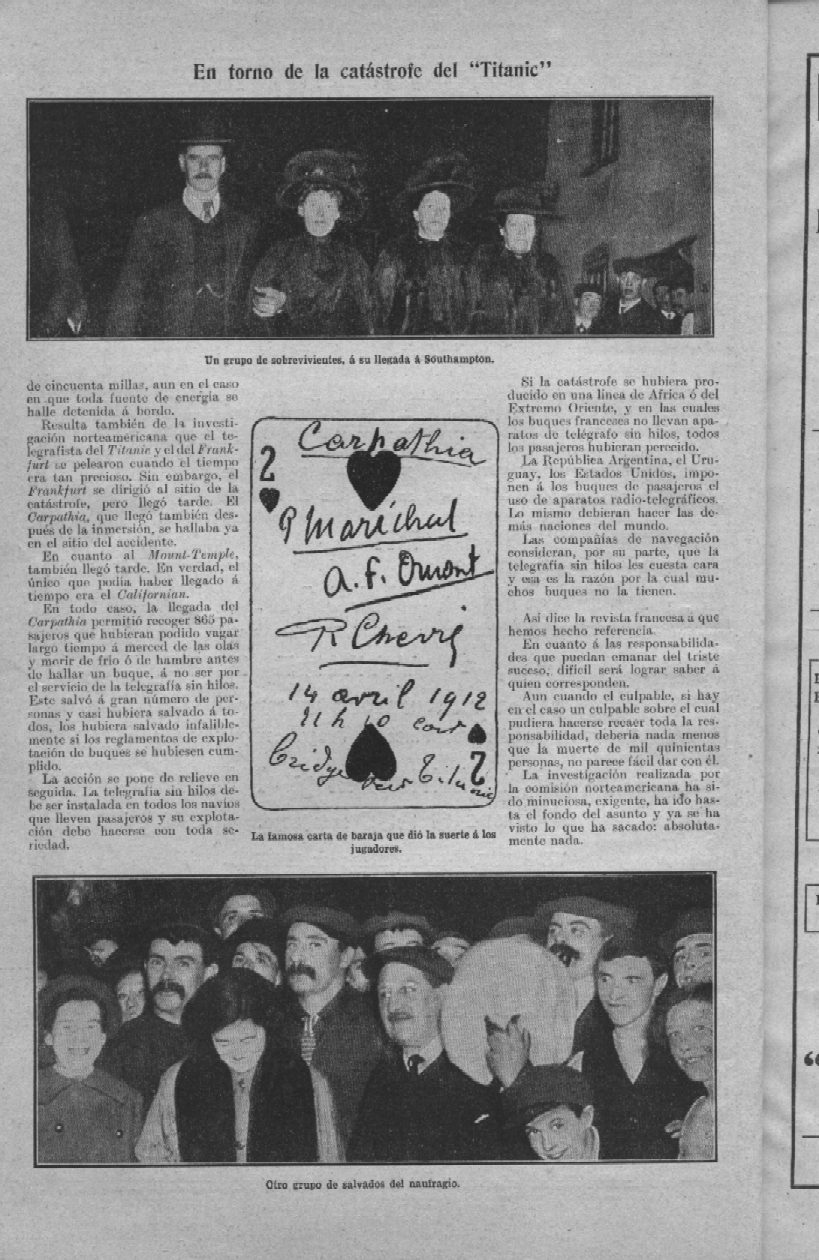 En torno de la catástrofe del "Titanic"
Un grupo de sobrevivientes, á su llegada á Southampton.
de cincuenta millas, aun en el caso
en que toda fuente de energía se
halle detenida á bordo.
Resulta también de la investi-
gación norteamericana que el te-
legrafista del Titanic y el del Frank-
furt se pelearon cuando el tiempo
era tan precioso. Sin embargo, el
Frankfurt se dirigió al sitio de la
catástrofe, pero llegó tarde. El
Carpathia, que llegó también des-
pués de la inmersión, se hallaba ya
en el sitio del accidente.
En cuanto al Mount-Temple,
también llegó tarde. En verdad, el
único que podía haber llegado á
tiempo era el Californian.
En todo caso, la llegada del
Carpathia permitió recoger 865 pa-
sajeros que hubieran podido vagar
largo tiempo á merced de las olas
y morir de frío ó de hambre antes
de hallar un buque, á no ser por
el servicio de la telegrafía sin hilos.
Este salvó á gran número de per-
sonas y casi hubiera salvado á to-
dos, los hubiera salvado infalible-
mente si los reglamentos de explo-
tación de buques se hubiesen cum-
plido.
La acción se pone de relieve en
seguida. La telegrafía sin hilos de-
be ser instalada en todos los navíos
que lleven pasajeros y su explota-
ción debe hacerse con toda se-
riedad.
Carpathia
2
P Maréchal
A. F. Omont
P Chevré
14 avril 1912
11 h 40
Bridge
2
La famosa carta de baraja que dió la suerte á los
jugadores.
Si la catástrofe se hubiera pro-
ducido en una línea de Africa ó del
Extremo Oriente, y en las cuales
los buques franceses no llevan apa-
ratos de telégrafo sin hilos, todos
los pasajeros hubieran perecido.
La República Argentina, el Uru-
guay, los Estados Unidos, impo-
nen á los buques de pasajeros el
uso de aparatos radio-telegráficos.
Lo mismo debieran hacer las de-
más naciones del mundo.
Las compañías de navegación
consideran, por su parte, que la
telegrafía sin hilos les cuesta cara
y esa es la razón por la cual mu-
chos buques no la tienen.
Así dice la revista francesa á que
hemos hecho referencia.
En cuanto á las responsabilida-
des que puedan emanar del triste
suceso, difícil será lograr saber á
quien corresponden.
Aun cuando el culpable, si hay
en el caso un culpable sobre el cual
pudiera hacerse recaer toda la res-
ponsabilidad, debería nada menos
que la muerte de mil quinientas
personas, no parece fácil dar con él.
La investigación realizada por
la comisión norteamericana ha si-
do minuciosa, exigente, ha ido has-
ta el fondo del asunto y ya se ha
visto lo que ha sacado: absoluta-
mente nada.
Otro grupo de salvados del naufragio.